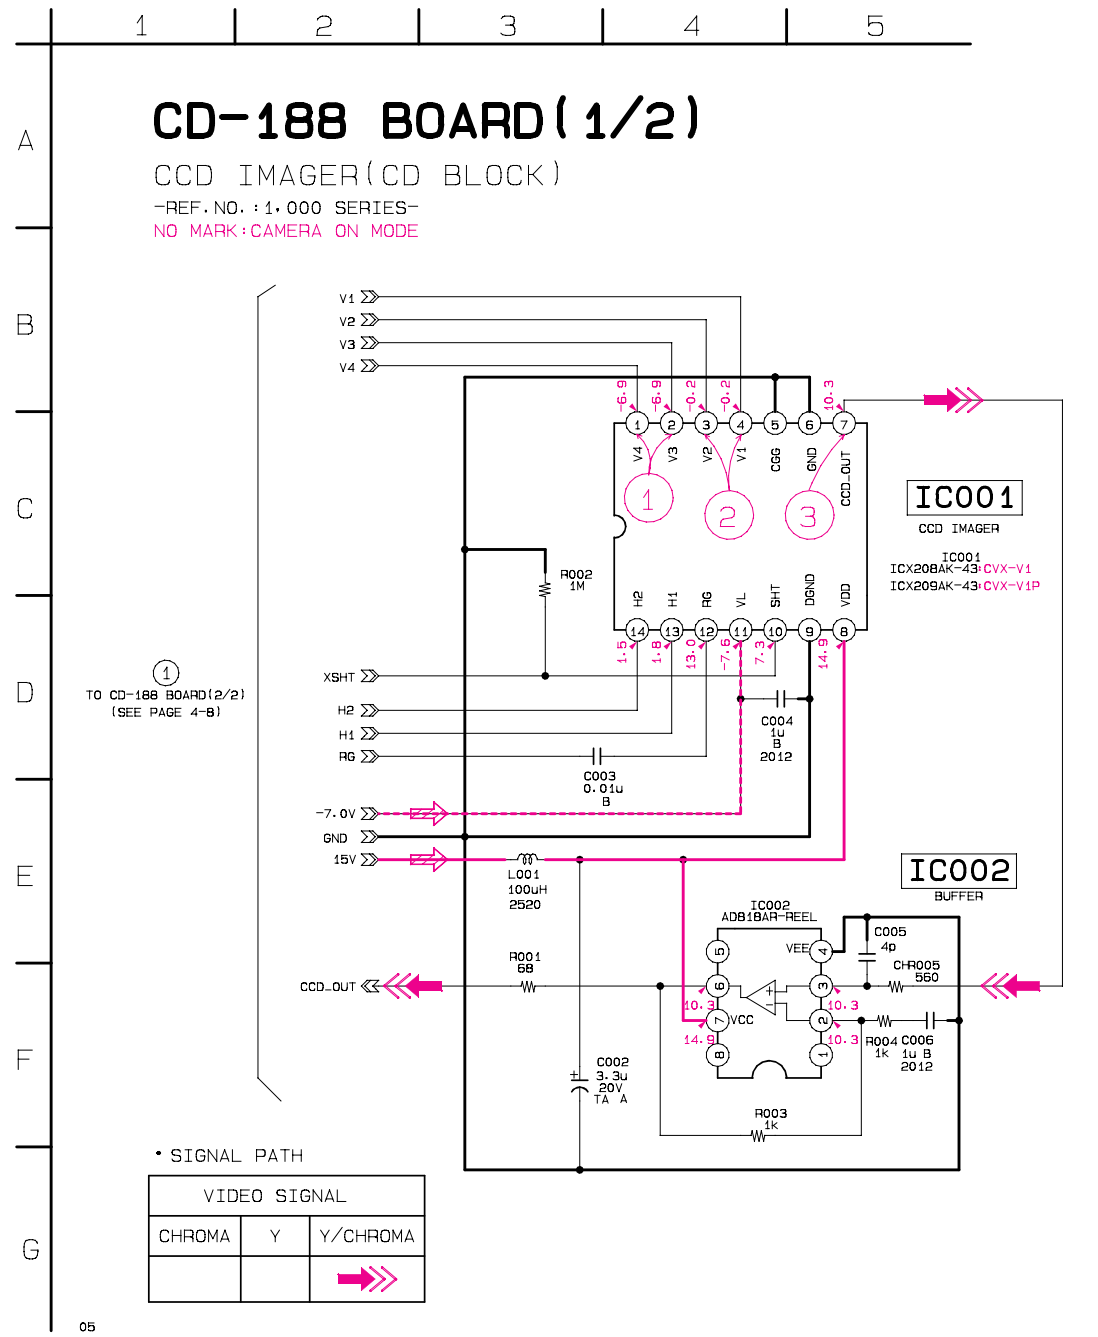 1 2 3 4 5
A
CD-188 BOARD(1/2)
CCD IMAGER(CD BLOCK)
-REF.NO.:1,000 SERIES-
NO MARK:CAMERA ON MODE
B
V1
V2
V3
V4
-6.9 -6.9 -0.2 -0.2 10.3
1 2 3 4 5 6 7
V4 V3 V2 V1 CGG GND CCD_OUT
1 2 3
C
IC001
CCD IMAGER
IC001
ICX208AK-43:CVX-V1
ICX209AK-43:CVX-V1P
R002
1M
H2 H1 RG VL SHT DGND VDD
14 13 12 11 10 9 8
1.5 1.8 13.0 -7.6 7.3 14.9
D
1
TO CD-188 BOARD(2/2)
(SEE PAGE 4-8)
XSHT
H2
H1
RG
C004
1u
B
2012
C003
0.01u
B
-7.0V
GND
15V
E
L001
100uH
2520
IC002
BUFFER
IC002
AD818AR-REEL
5 VEE 4
C005
4p
R001
68
CHR005
560
CCD_OUT
6 3
10.3 10.3
7 VCC 2
14.9 10.3
8 1
R004
1k
C006
1u B
2012
F
C002
3.3u
20V
TA A
+
R003
1k
• SIGNAL PATH
VIDEO SIGNAL
CHROMA Y Y/CHROMA
G
05